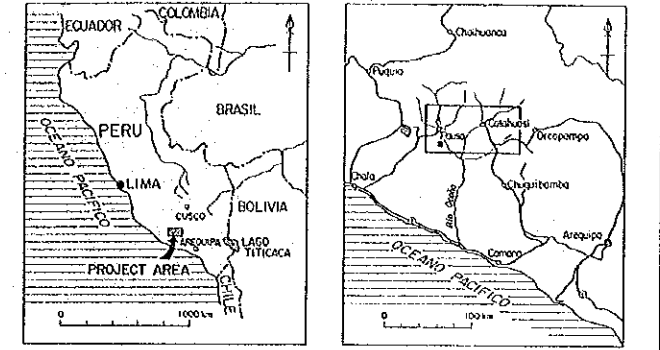 COLOMBIA
ECUADOR
BRASIL
PERU
OCEANO PACIFICO
LIMA
CUSCO
BOLIVIA
AREQUIPA
LAGO
TITICACA
PROJECT AREA
CHILE
0 1000 km
Chalhuanca
Puquio
Cotahuasi
Pausa
Orcopampa
Chala
Chuquibamba
Rio Ocoña
Arequipa
Camana
OCEANO PACIFICO
0 100 km